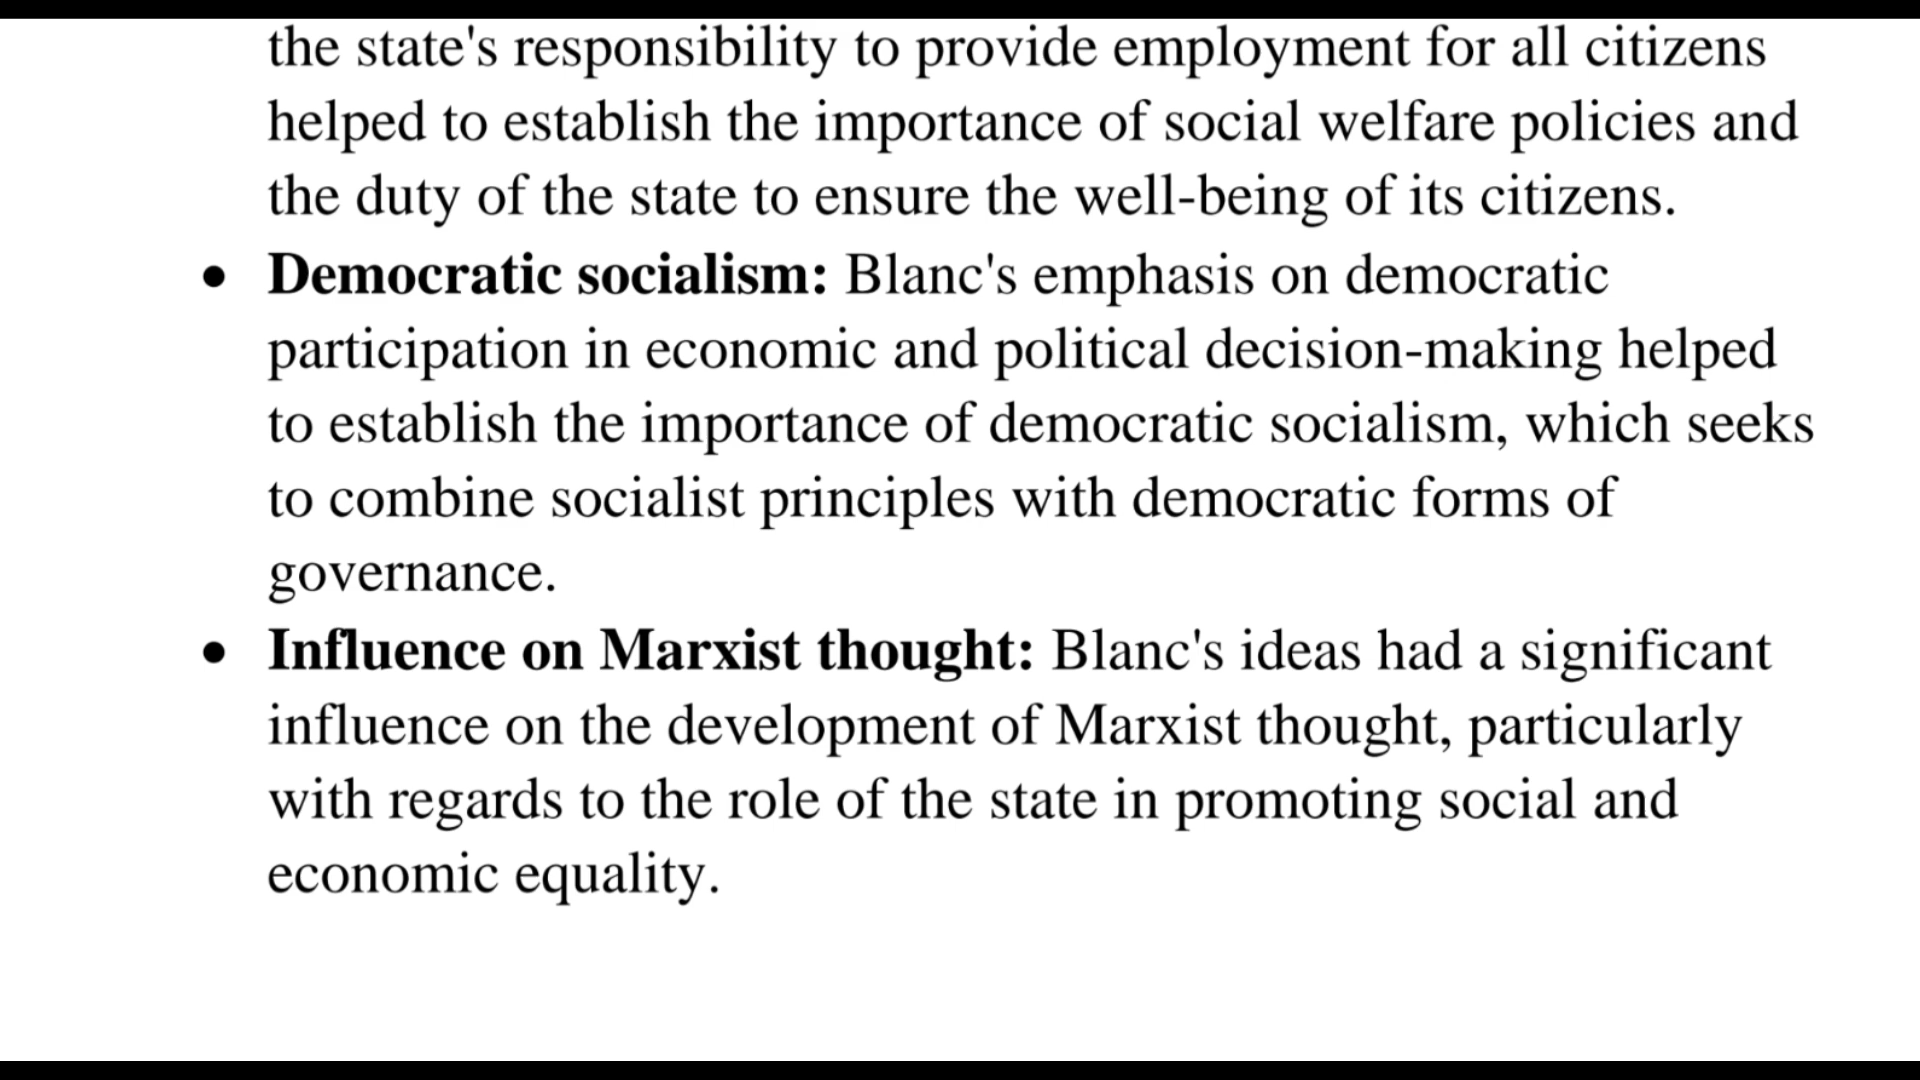 the state's responsibility to provide employment for all citizens
helped to establish the importance of social welfare policies and
the duty of the state to ensure the well-being of its citizens.
• Democratic socialism: Blanc's emphasis on democratic
participation in economic and political decision-making helped
to establish the importance of democratic socialism, which seeks
to combine socialist principles with democratic forms of
governance.
• Influence on Marxist thought: Blanc's ideas had a significant
influence on the development of Marxist thought, particularly
with regards to the role of the state in promoting social and
economic equality.